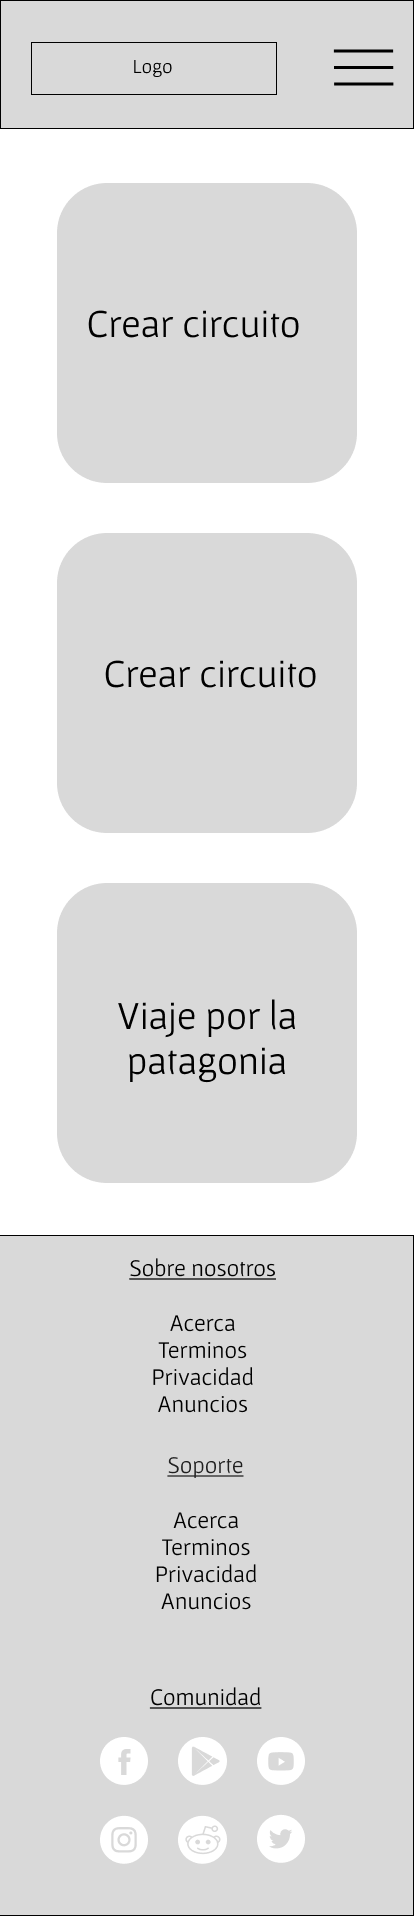 Logo
Crear circuito
Crear circuito
Viaje por la
patagonia
Sobre nosotros
Acerca
Terminos
Privacidad
Anuncios
Soporte
Acerca
Terminos
Privacidad
Anuncios
Comunidad